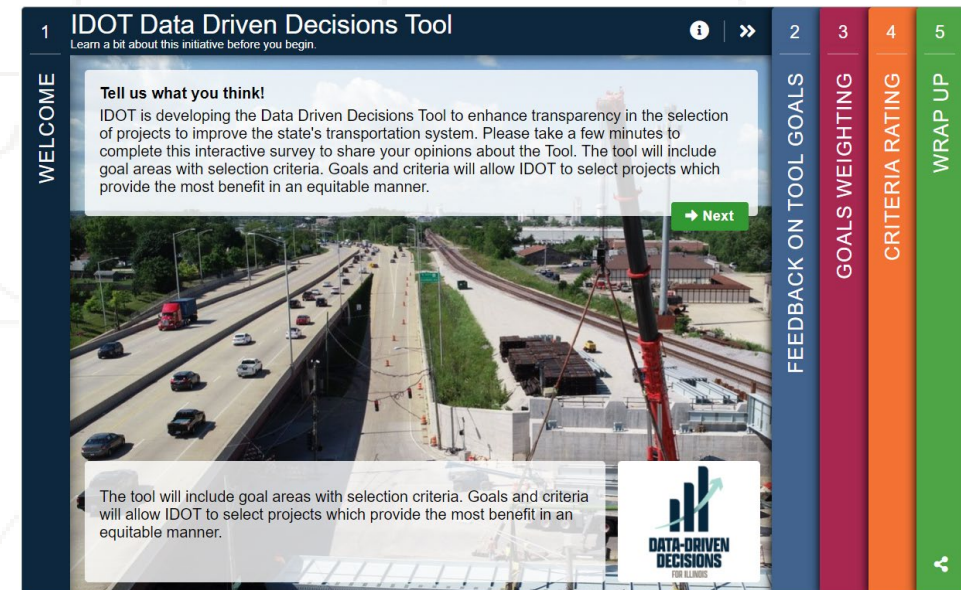 1
IDOT Data Driven Decisions Tool
Learn a bit about this initiative before you begin.
WELCOME
Tell us what you think!
IDOT is developing the Data Driven Decisions Tool to enhance transparency in the selection
of projects to improve the state's transportation system. Please take a few minutes to
complete this interactive survey to share your opinions about the Tool. The tool will include
goal areas with selection criteria. Goals and criteria will allow IDOT to select projects which
provide the most benefit in an equitable manner.
Next
The tool will include goal areas with selection criteria. Goals and criteria
will allow IDOT to select projects which provide the most benefit in an
equitable manner.
DATA-DRIVEN
DECISIONS
FOR ILLINOIS
2
FEEDBACK ON TOOL GOALS
3
GOALS WEIGHTING
4
CRITERIA RATING
5
WRAP UP